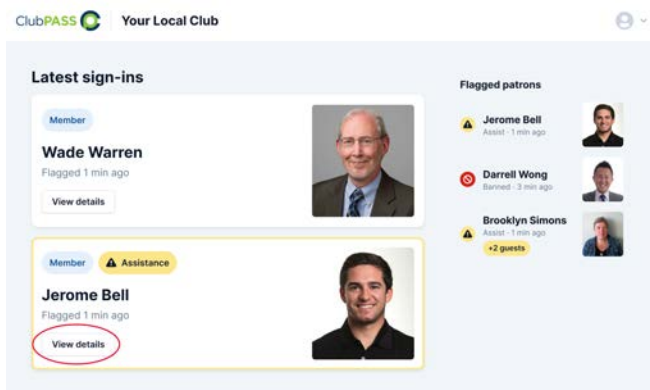 ClubPASS Your Local Club
Latest sign-ins
Member
Wade Warren
Flagged 1 min ago
View details
Member Assistance
Jerome Bell
Flagged 1 min ago
View details
Flagged patrons
Jerome Bell
Assist - 1 min ago
Darrell Wong
Banned - 3 min ago
Brooklyn Simons
Assist - 1 min ago
+2 guests